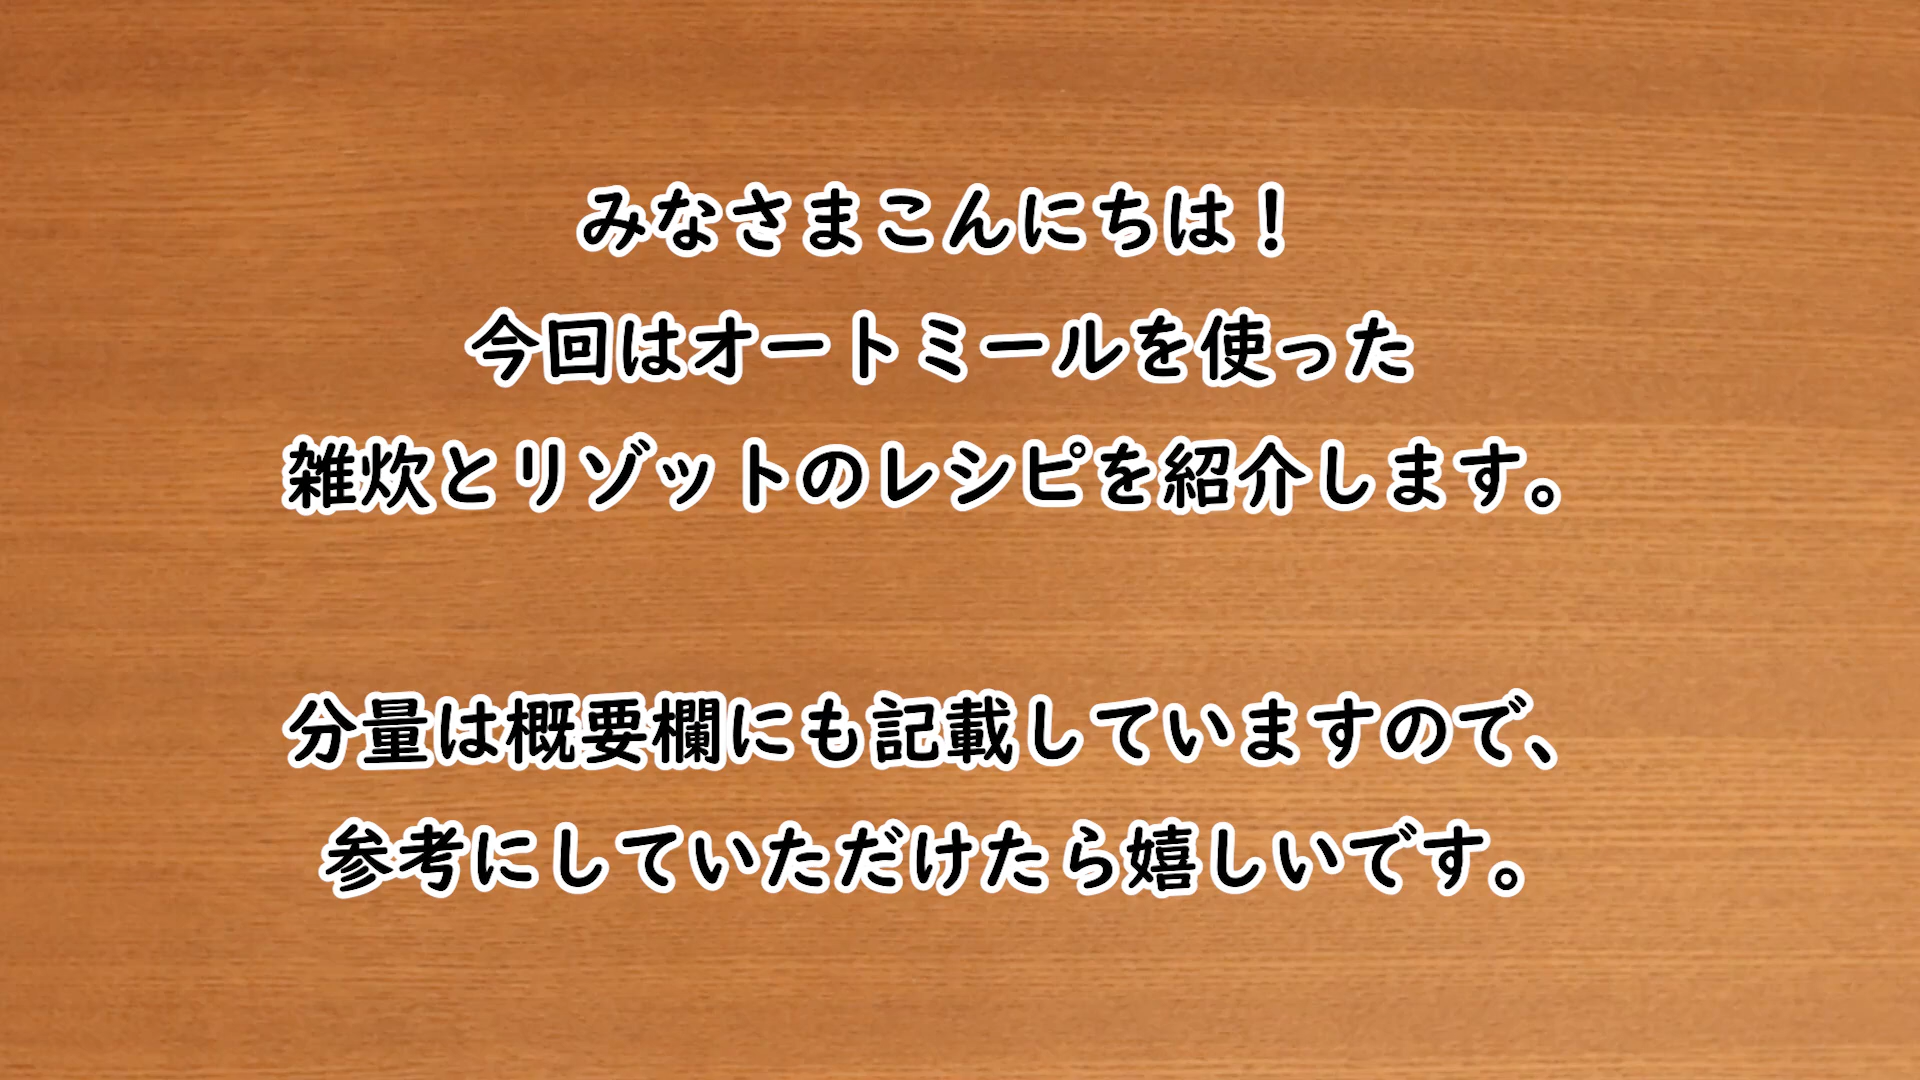 みなさまこんにちは！
今回はオートミールを使った
雑炊とリゾットのレシピを紹介します。
分量は概要欄にも記載していますので、
参考にしていただけたら嬉しいです。